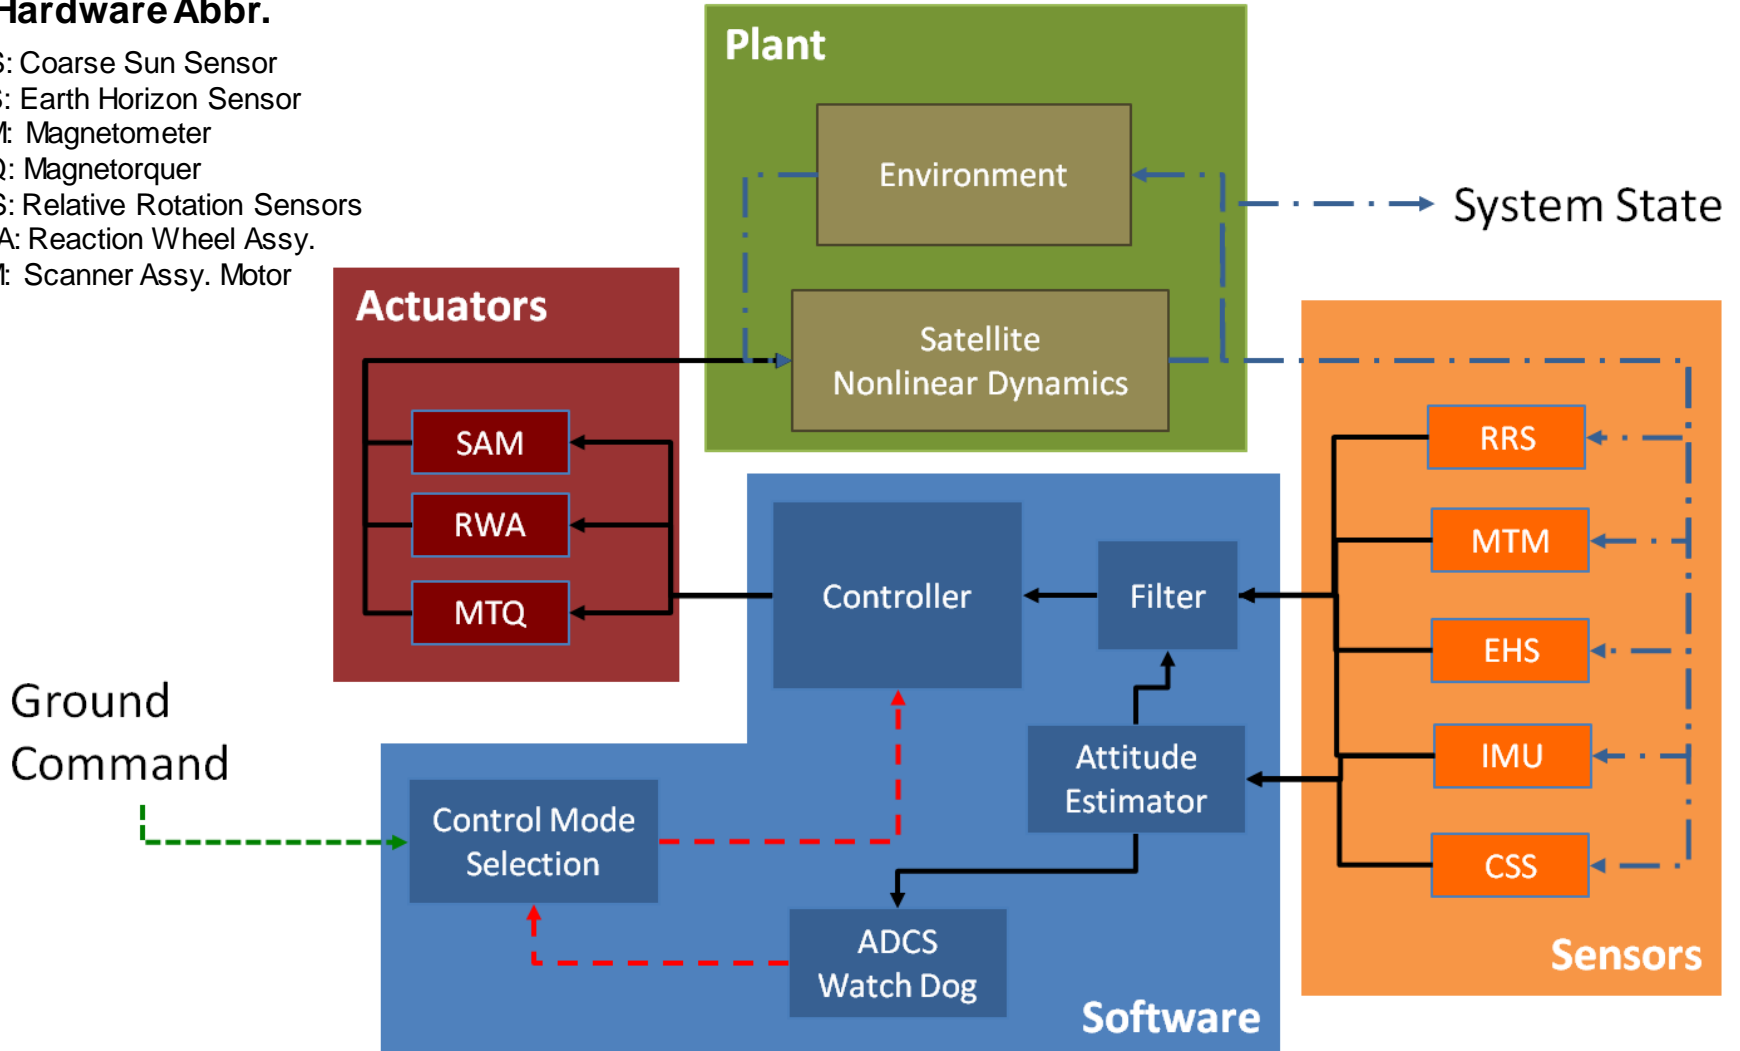 Hardware Abbr.
S: Coarse Sun Sensor
S: Earth Horizon Sensor
M: Magnetometer
Q: Magnetorquer
S: Relative Rotation Sensors
A: Reaction Wheel Assy.
M: Scanner Assy. Motor
Plant
Environment
System State
Satellite
Nonlinear Dynamics
Actuators
SAM
RWA
MTQ
RRS
MTM
EHS
IMU
CSS
Sensors
Controller
Filter
Attitude
Estimator
Ground
Command
Control Mode
Selection
ADCS
Watch Dog
Software